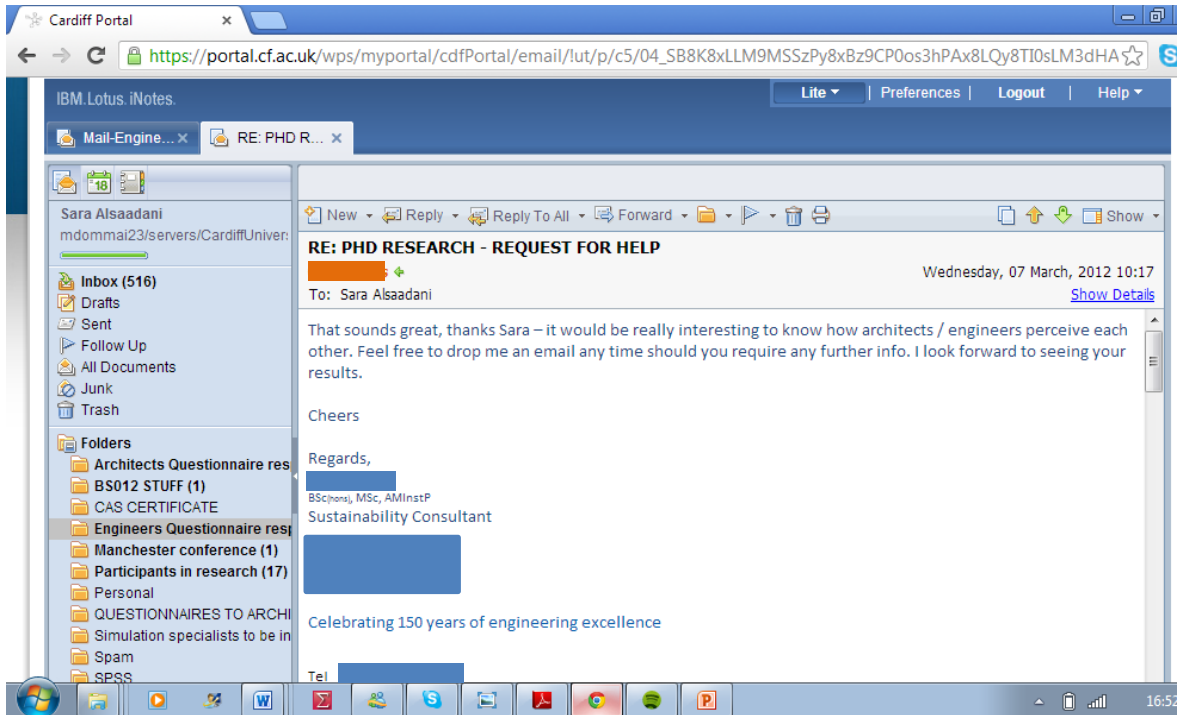 Cardiff Portal
https://portal.cf.ac.uk/wps/myportal/cdfPortal/email/!ut/p/c5/04_SB8K8xLLM9MSSzPy8xBz9CP0os3hPAx8LQy8TI0sLM3dHA
IBM.Lotus.iNotes.
Lite | Preferences | Logout | Help
Mail-Engine... RE: PHD R...
18
Sara Alsaadani
mdommai23/servers/CardiffUniver:
Inbox (516)
Drafts
Sent
Follow Up
All Documents
Junk
Trash
Folders
Architects Questionnaire res
BS012 STUFF (1)
CAS CERTIFICATE
Engineers Questionnaire resp
Manchester conference (1)
Participants in research (17)
Personal
QUESTIONNAIRES TO ARCHI
Simulation specialists to be in
Spam
SPSS
New Reply Reply To All Forward Show
RE: PHD RESEARCH - REQUEST FOR HELP
Wednesday, 07 March, 2012 10:17
To: Sara Alsaadani Show Details
That sounds great, thanks Sara – it would be really interesting to know how architects / engineers perceive each
other. Feel free to drop me an email any time should you require any further info. I look forward to seeing your
results.
Cheers
Regards,
BSc(hons), MSc, AMInstP
Sustainability Consultant
Celebrating 150 years of engineering excellence
Tel
16:52